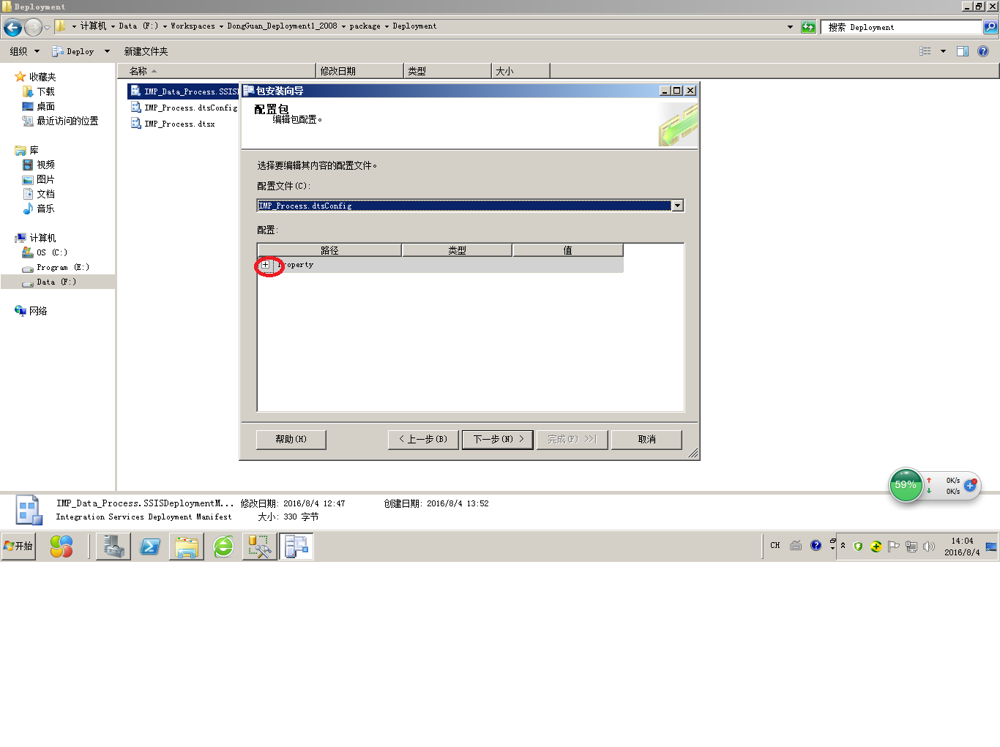 Deployment
计算机 Data (F:) Workspaces DongGuan_Deployment1_2008 package Deployment
搜索 Deployment
组织 Deploy 新建文件夹
名称 修改日期 类型 大小
收藏夹
下载
桌面
最近访问的位置
库
视频
图片
文档
音乐
计算机
OS (C:)
Program (E:)
Data (F:)
网络
IMP_Data_Process.SSISI
IMP_Process.dtsConfig
IMP_Process.dtsx
包安装向导
配置包
编辑包配置。
选择要编辑其内容的配置文件。
配置文件(C):
IMP_Process.dtsConfig
配置:
路径 类型 值
Property
帮助(H) < 上一步(B) 下一步(N) > 完成(F) >>| 取消
59% 0K/s
0K/s
IMP_Data_Process.SSISDeploymentM... 修改日期: 2016/8/4 12:47 创建日期: 2016/8/4 13:52
Integration Services Deployment Manifest 大小: 330 字节
开始
CH
14:04
2016/8/4